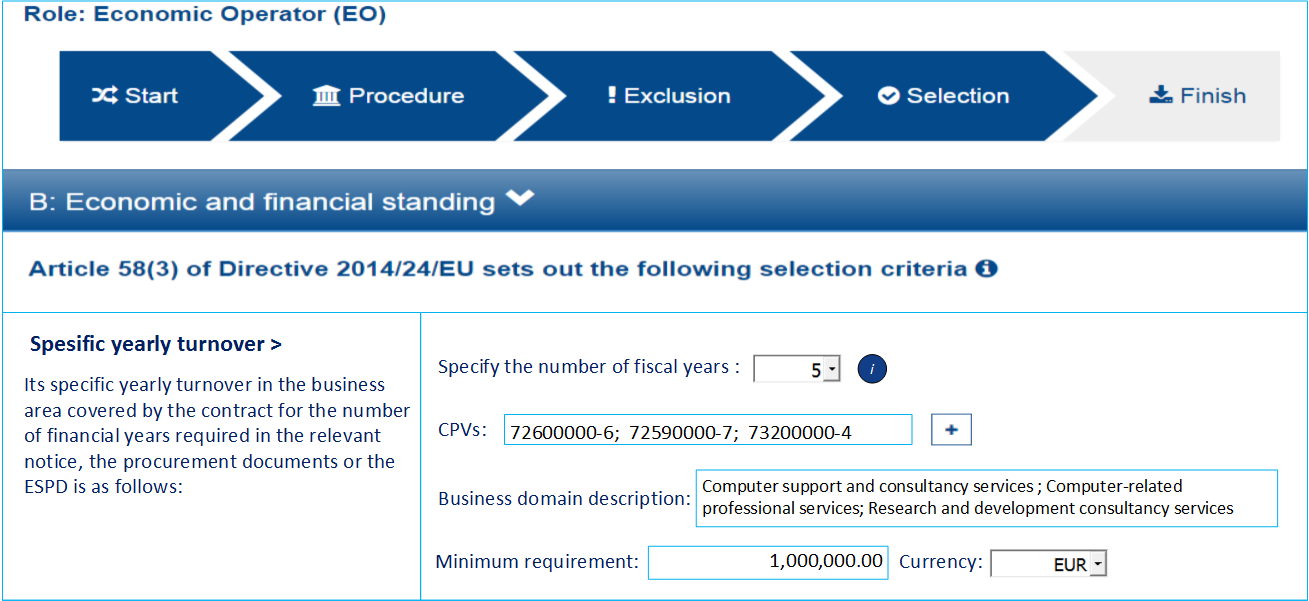 Role: Economic Operator (EO)
Start
Procedure
Exclusion
Selection
Finish
B: Economic and financial standing
Article 58(3) of Directive 2014/24/EU sets out the following selection criteria
Spesific yearly turnover >
Its specific yearly turnover in the business
area covered by the contract for the number
of financial years required in the relevant
notice, the procurement documents or the
ESPD is as follows:
Specify the number of fiscal years : 5
CPVs: 72600000-6; 72590000-7; 73200000-4 +
Business domain description: Computer support and consultancy services ; Computer-related
professional services; Research and development consultancy services
Minimum requirement: 1,000,000.00 Currency: EUR